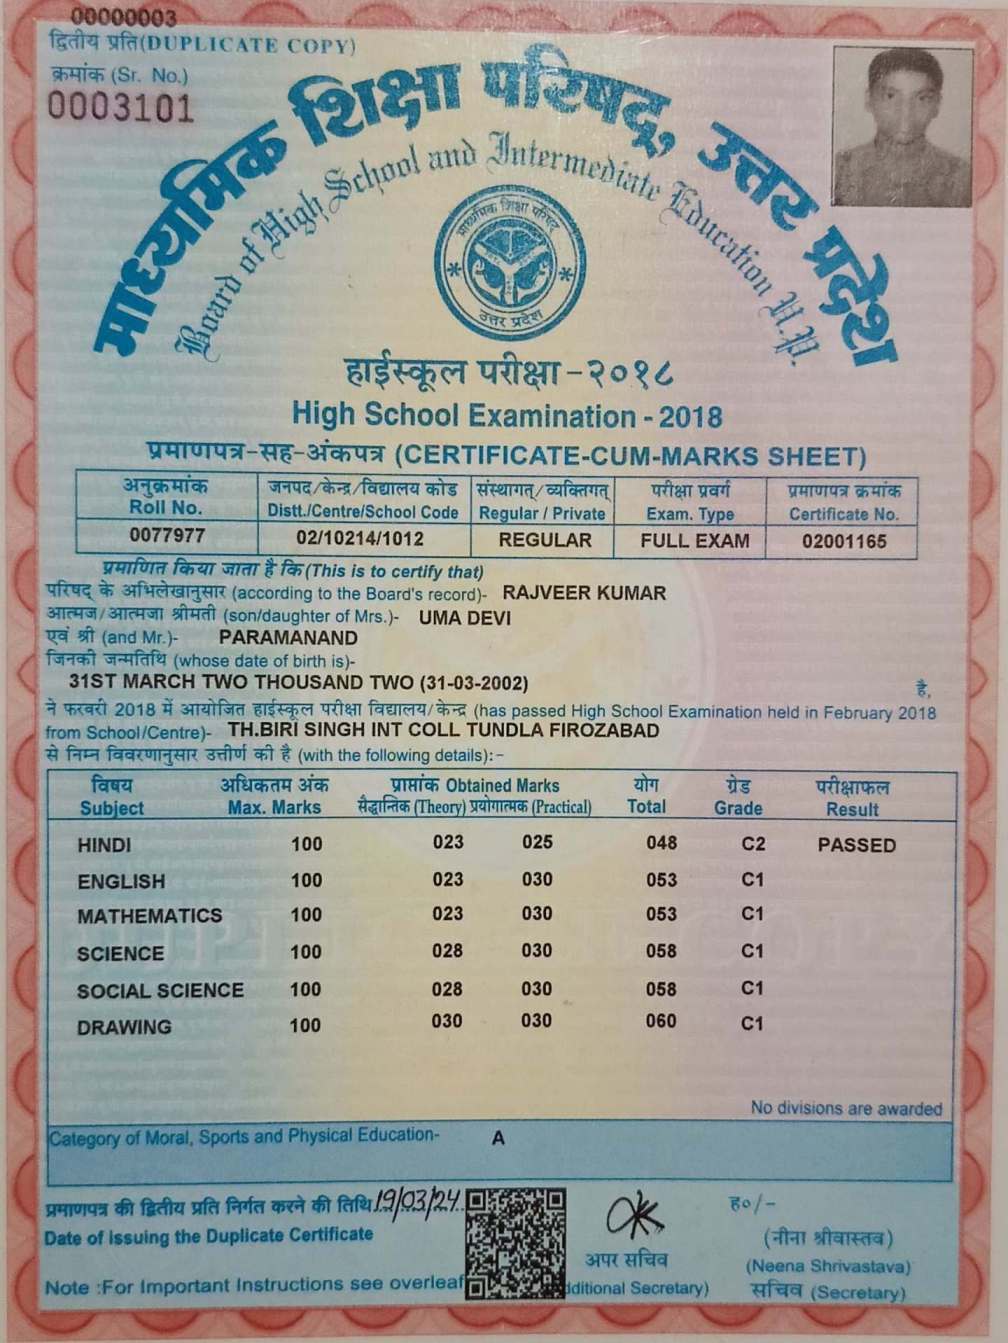 00000003
द्वितीय प्रति(DUPLICATE COPY)
क्रमांक (Sr. No.)
0003101
माध्यमिक शिक्षा परिषद्, उत्तर प्रदेश
Board of High School and Intermediate Education U.P.
माध्यमिक शिक्षा परिषद
उत्तर प्रदेश
हाईस्कूल परीक्षा-२०१८
High School Examination - 2018
प्रमाणपत्र-सह-अंकपत्र (CERTIFICATE-CUM-MARKS SHEET)
अनुक्रमांक जनपद/केन्द्र/विद्यालय कोड संस्थागत्/व्यक्तिगत् परीक्षा प्रवर्ग प्रमाणपत्र क्रमांक
Roll No. Distt./Centre/School Code Regular / Private Exam. Type Certificate No.
0077977 02/10214/1012 REGULAR FULL EXAM 02001165
प्रमाणित किया जाता है कि (This is to certify that)
परिषद् के अभिलेखानुसार (according to the Board's record)- RAJVEER KUMAR
आत्मज/आत्मजा श्रीमती (son/daughter of Mrs.)- UMA DEVI
एवं श्री (and Mr.)- PARAMANAND
जिनकी जन्मतिथि (whose date of birth is)-
31ST MARCH TWO THOUSAND TWO (31-03-2002) है,
ने फरवरी 2018 में आयोजित हाईस्कूल परीक्षा विद्यालय/केन्द्र (has passed High School Examination held in February 2018
from School/Centre)- TH.BIRI SINGH INT COLL TUNDLA FIROZABAD
से निम्न विवरणानुसार उत्तीर्ण की है (with the following details):-
विषय अधिकतम अंक प्राप्तांक Obtained Marks योग ग्रेड परीक्षाफल
Subject Max. Marks सैद्धान्तिक (Theory) प्रयोगात्मक (Practical) Total Grade Result
HINDI 100 023 025 048 C2 PASSED
ENGLISH 100 023 030 053 C1
MATHEMATICS 100 023 030 053 C1
SCIENCE 100 028 030 058 C1
SOCIAL SCIENCE 100 028 030 058 C1
DRAWING 100 030 030 060 C1
No divisions are awarded
Category of Moral, Sports and Physical Education- A
प्रमाणपत्र की द्वितीय प्रति निर्गत करने की तिथि 19/03/24 ह०/-
Date of issuing the Duplicate Certificate (नीना श्रीवास्तव)
अपर सचिव (Neena Shrivastava)
Note :For Important Instructions see overleaf dditional Secretary) सचिव (Secretary)